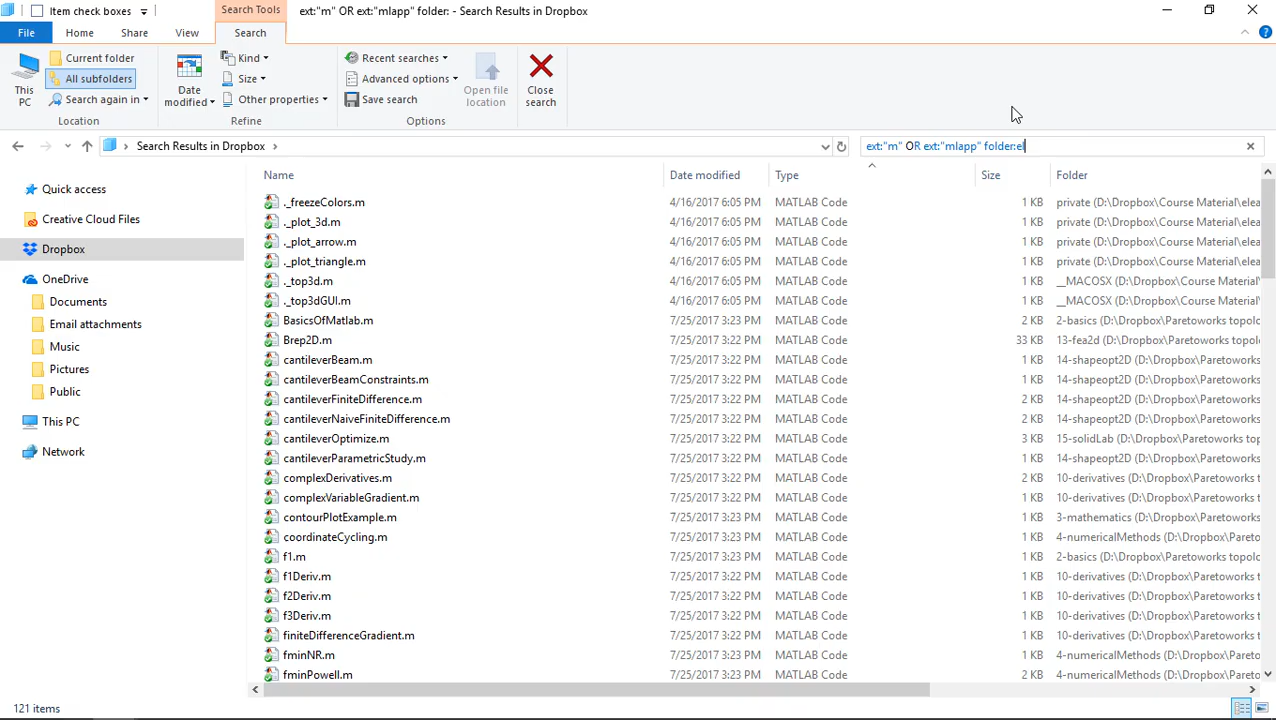 Item check boxes
Search Tools
ext:"m" OR ext:"mlapp" folder: - Search Results in Dropbox
File
Home
Share
View
Search
This PC
Current folder
All subfolders
Search again in
Location
Date modified
Kind
Size
Other properties
Refine
Recent searches
Advanced options
Save search
Open file location
Options
Close search
Search Results in Dropbox
ext:"m" OR ext:"mlapp" folder:el
Name Date modified Type Size Folder
Quick access
Creative Cloud Files
Dropbox
OneDrive
Documents
Email attachments
Music
Pictures
Public
This PC
Network
._freezeColors.m 4/16/2017 6:05 PM MATLAB Code 1 KB private (D:\Dropbox\Course Material\elea
._plot_3d.m 4/16/2017 6:05 PM MATLAB Code 1 KB private (D:\Dropbox\Course Material\elea
._plot_arrow.m 4/16/2017 6:05 PM MATLAB Code 1 KB private (D:\Dropbox\Course Material\elea
._plot_triangle.m 4/16/2017 6:05 PM MATLAB Code 1 KB private (D:\Dropbox\Course Material\elea
._top3d.m 4/16/2017 6:05 PM MATLAB Code 1 KB __MACOSX (D:\Dropbox\Course Material\
._top3dGUI.m 4/16/2017 6:05 PM MATLAB Code 1 KB __MACOSX (D:\Dropbox\Course Material\
BasicsOfMatlab.m 7/25/2017 3:23 PM MATLAB Code 2 KB 2-basics (D:\Dropbox\Paretoworks topolo
Brep2D.m 7/25/2017 3:22 PM MATLAB Code 33 KB 13-fea2d (D:\Dropbox\Paretoworks topol
cantileverBeam.m 7/25/2017 3:22 PM MATLAB Code 1 KB 14-shapeopt2D (D:\Dropbox\Paretoworks
cantileverBeamConstraints.m 7/25/2017 3:22 PM MATLAB Code 1 KB 14-shapeopt2D (D:\Dropbox\Paretoworks
cantileverFiniteDifference.m 7/25/2017 3:22 PM MATLAB Code 2 KB 14-shapeopt2D (D:\Dropbox\Paretoworks
cantileverNaiveFiniteDifference.m 7/25/2017 3:22 PM MATLAB Code 2 KB 14-shapeopt2D (D:\Dropbox\Paretoworks
cantileverOptimize.m 7/25/2017 3:22 PM MATLAB Code 3 KB 15-solidLab (D:\Dropbox\Paretoworks to
cantileverParametricStudy.m 7/25/2017 3:22 PM MATLAB Code 1 KB 14-shapeopt2D (D:\Dropbox\Paretoworks
complexDerivatives.m 7/25/2017 3:22 PM MATLAB Code 2 KB 10-derivatives (D:\Dropbox\Paretoworks t
complexVariableGradient.m 7/25/2017 3:22 PM MATLAB Code 1 KB 10-derivatives (D:\Dropbox\Paretoworks t
contourPlotExample.m 7/25/2017 3:23 PM MATLAB Code 1 KB 3-mathematics (D:\Dropbox\Paretoworks
coordinateCycling.m 7/25/2017 3:23 PM MATLAB Code 1 KB 4-numericalMethods (D:\Dropbox\Paretow
f1.m 7/25/2017 3:23 PM MATLAB Code 1 KB 2-basics (D:\Dropbox\Paretoworks topolo
f1Deriv.m 7/25/2017 3:22 PM MATLAB Code 1 KB 10-derivatives (D:\Dropbox\Paretoworks t
f2Deriv.m 7/25/2017 3:22 PM MATLAB Code 1 KB 10-derivatives (D:\Dropbox\Paretoworks t
f3Deriv.m 7/25/2017 3:22 PM MATLAB Code 1 KB 10-derivatives (D:\Dropbox\Paretoworks t
finiteDifferenceGradient.m 7/25/2017 3:22 PM MATLAB Code 1 KB 10-derivatives (D:\Dropbox\Paretoworks t
fminNR.m 7/25/2017 3:23 PM MATLAB Code 1 KB 4-numericalMethods (D:\Dropbox\Paretow
fminPowell.m 7/25/2017 3:23 PM MATLAB Code 2 KB 4-numericalMethods (D:\Dropbox\Paretow
121 items